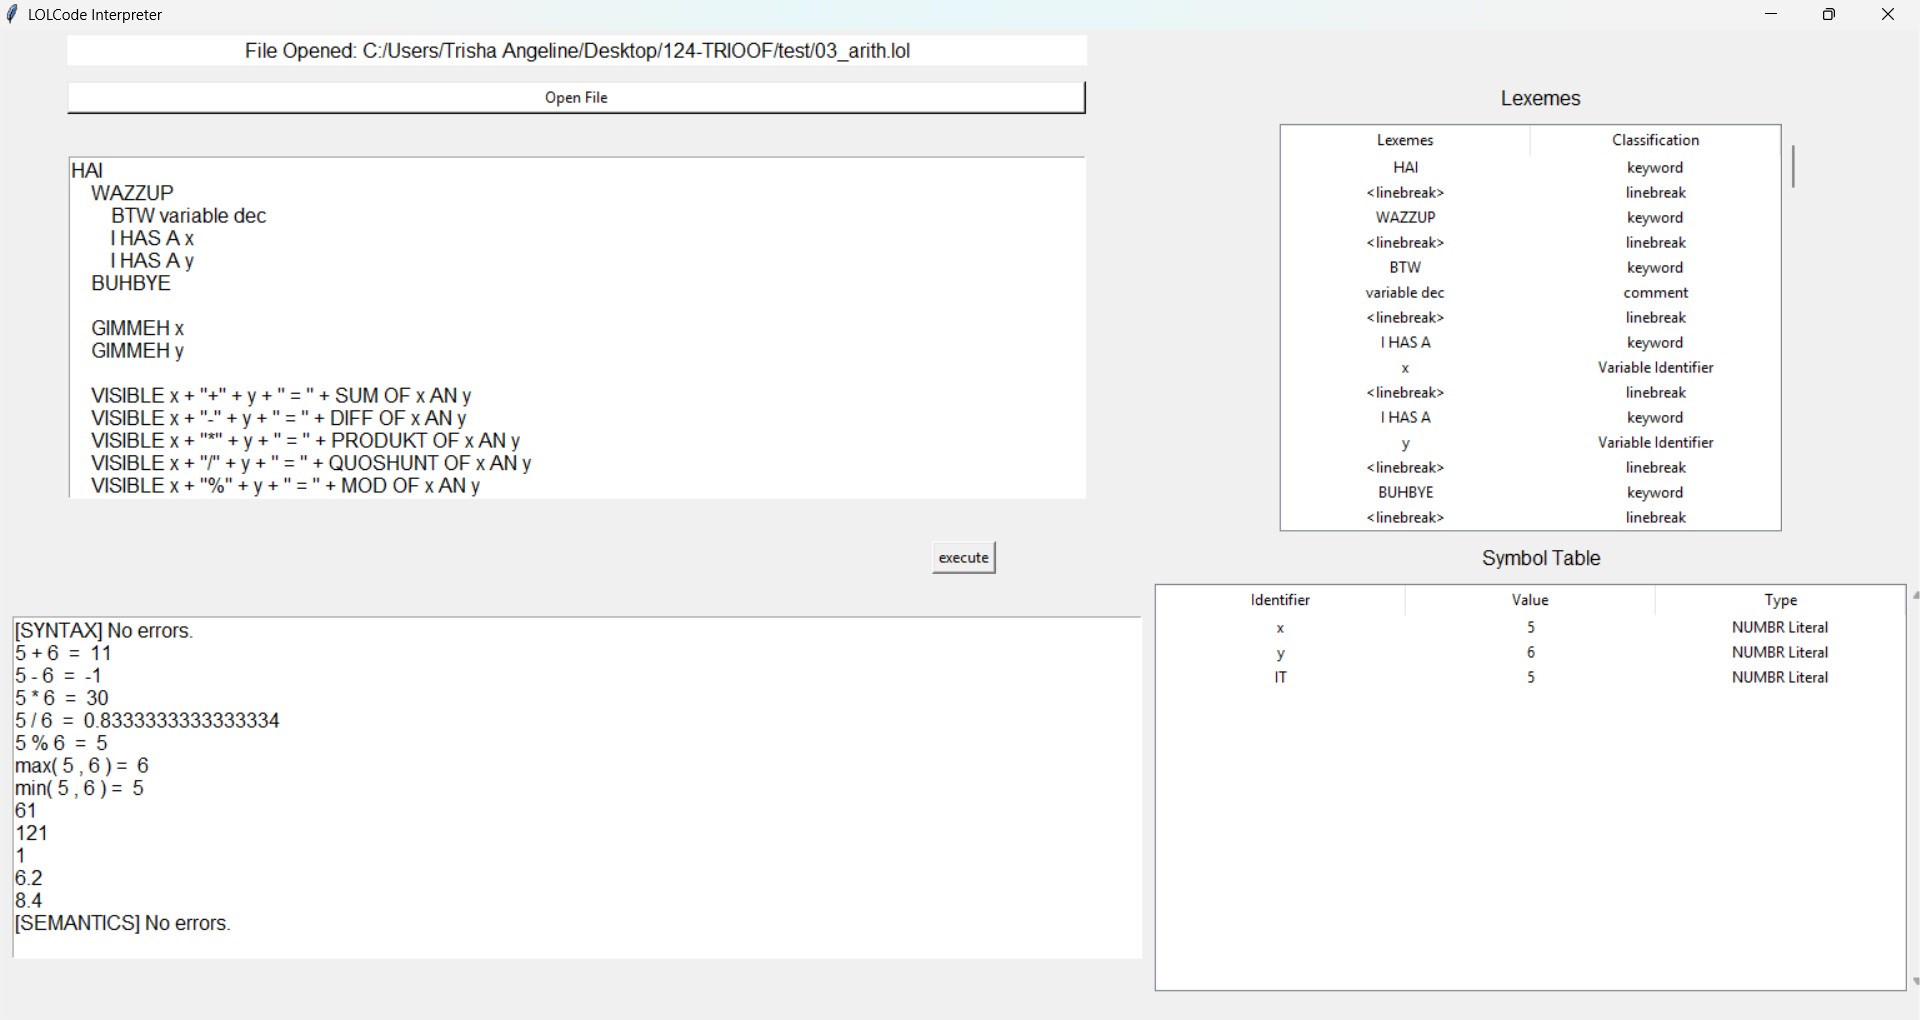 LOLCode Interpreter
File Opened: C:/Users/Trisha Angeline/Desktop/124-TRIOOF/test/03_arith.lol
Open File
HAI
WAZZUP
BTW variable dec
I HAS A x
I HAS A y
BUHBYE
GIMMEH x
GIMMEH y
VISIBLE x + "+" + y + " = " + SUM OF x AN y
VISIBLE x + "-" + y + " = " + DIFF OF x AN y
VISIBLE x + "*" + y + " = " + PRODUKT OF x AN y
VISIBLE x + "/" + y + " = " + QUOSHUNT OF x AN y
VISIBLE x + "%" + y + " = " + MOD OF x AN y
execute
[SYNTAX] No errors.
5 + 6 = 11
5 - 6 = -1
5 * 6 = 30
5 / 6 = 0.8333333333333334
5 % 6 = 5
max( 5 , 6 ) = 6
min( 5 , 6 ) = 5
61
121
1
6.2
8.4
[SEMANTICS] No errors.
Lexemes
Lexemes Classification
HAI keyword
<linebreak> linebreak
WAZZUP keyword
<linebreak> linebreak
BTW keyword
variable dec comment
<linebreak> linebreak
I HAS A keyword
x Variable Identifier
<linebreak> linebreak
I HAS A keyword
y Variable Identifier
<linebreak> linebreak
BUHBYE keyword
<linebreak> linebreak
Symbol Table
Identifier Value Type
x 5 NUMBR Literal
y 6 NUMBR Literal
IT 5 NUMBR Literal